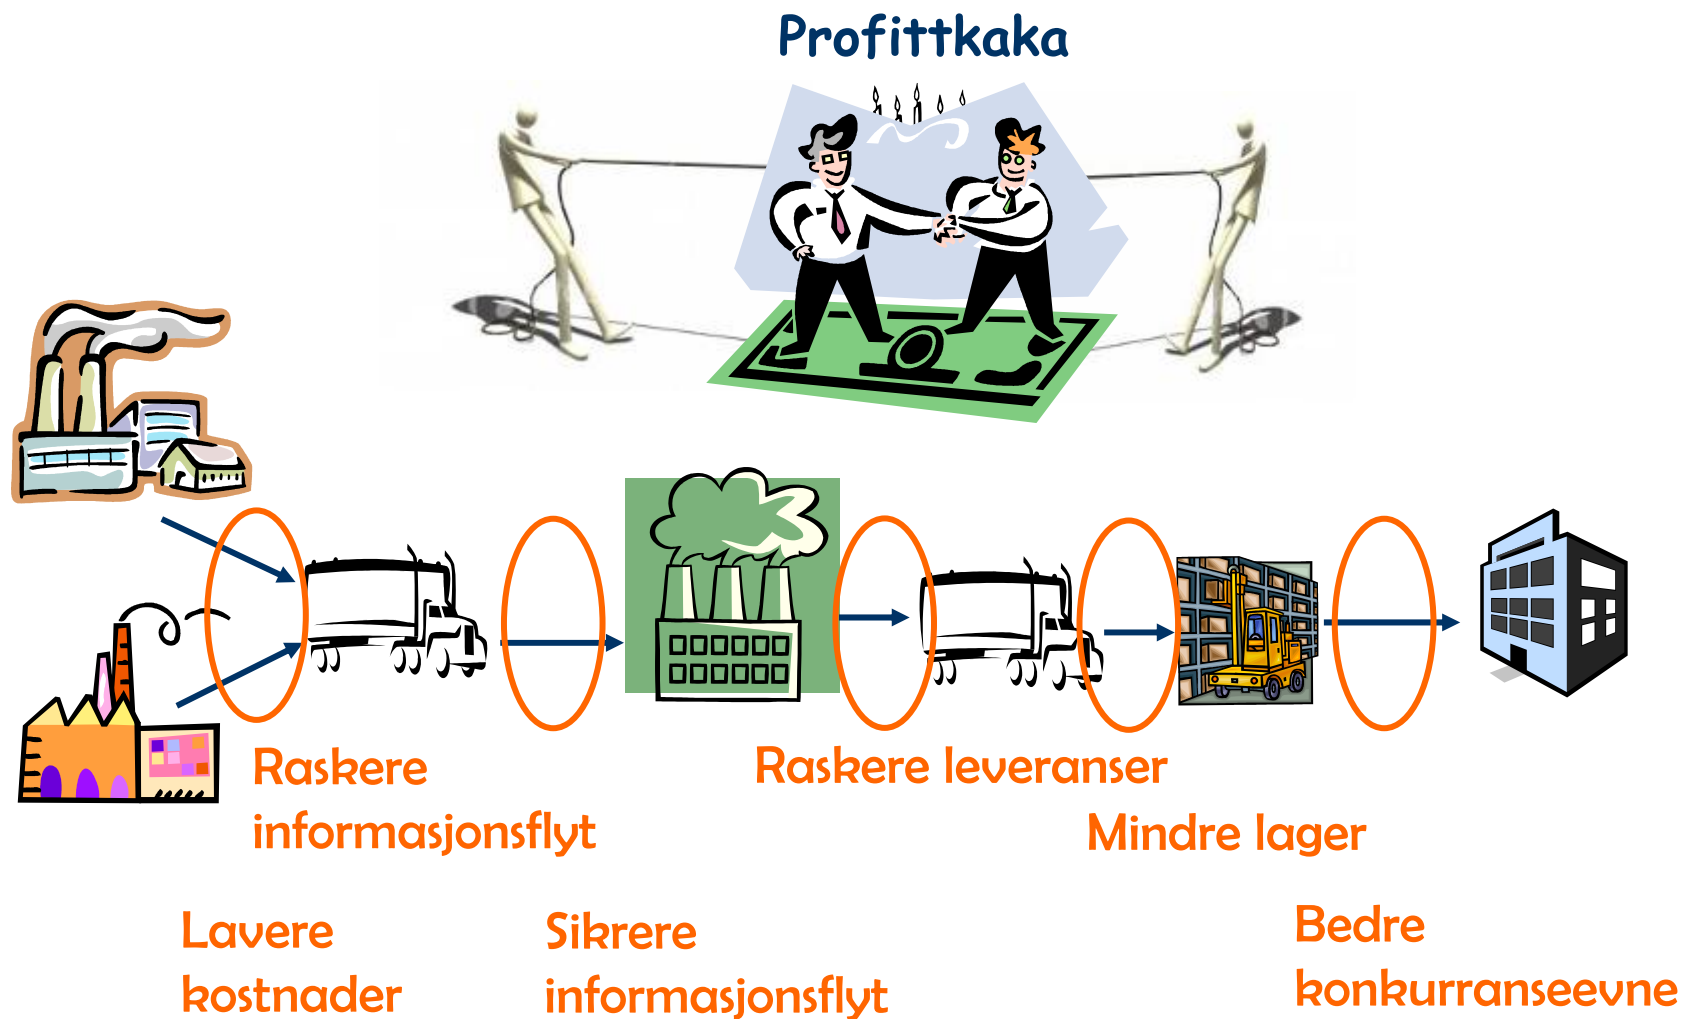 Profittkaka
Raskere
informasjonsflyt
Raskere leveranser
Mindre lager
Lavere
kostnader
Sikrere
informasjonsflyt
Bedre
konkurranseevne